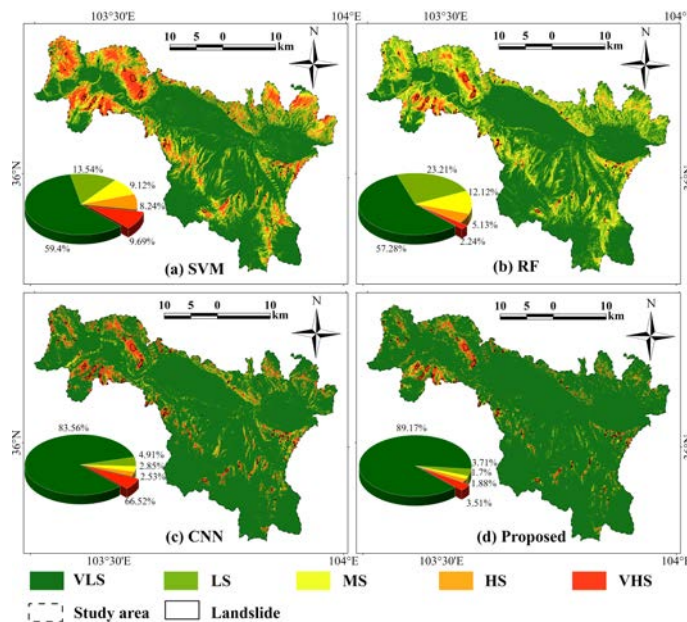 103°30'E 104°E
10 5 0 10
km
N
36°N
13.54%
9.12%
8.24%
9.69%
59.4%
(a) SVM
10 5 0 10
km
N
36°N
23.21%
12.12%
5.13%
2.24%
57.28%
(b) RF
10 5 0 10
km
N
36°N
83.56%
4.91%
2.85%
2.53%
66.52%
(c) CNN
10 5 0 10
km
N
36°N
89.17%
3.71%
1.7%
1.88%
3.51%
(d) Proposed
103°30'E 104°E 103°30'E 104°E
VLS LS MS HS VHS
Study area Landslide